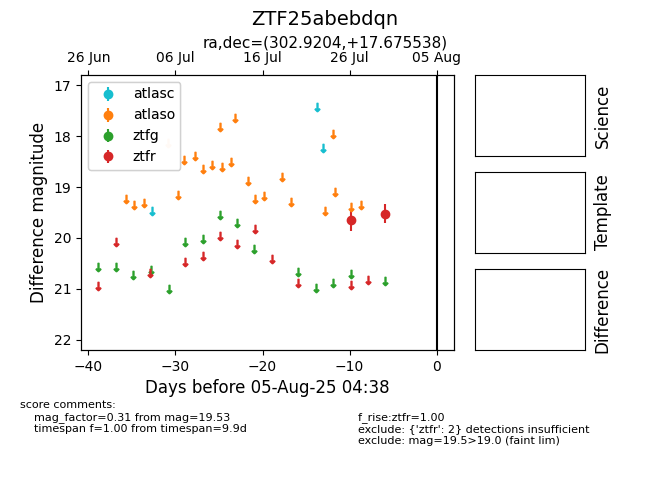 ZTF25abebdqn
ra,dec=(302.9204,+17.675538)
26 Jun
06 Jul
16 Jul
26 Jul
05 Aug
atlasc
atlaso
ztfg
ztfr
17
18
19
20
21
22
Difference magnitude
−40
−30
−20
−10
0
Days before 05-Aug-25 04:38
Science
Template
Difference
score comments:
mag_factor=0.31 from mag=19.53
timespan f=1.00 from timespan=9.9d
f_rise:ztfr=1.00
exclude: {'ztfr': 2} detections insufficient
exclude: mag=19.5>19.0 (faint lim)